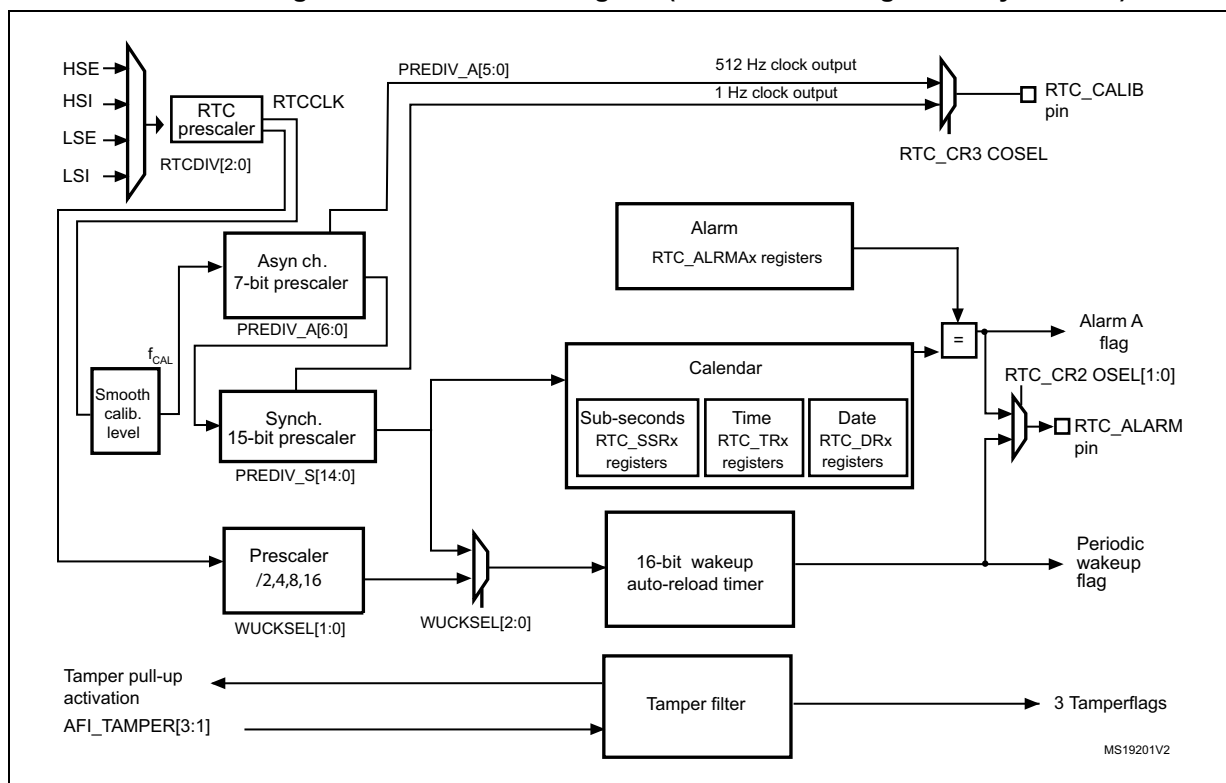 HSE
HSI
LSE
LSI
RTC
prescaler
RTCCLK
RTCDIV[2:0]
PREDIV_A[5:0]
512 Hz clock output
1 Hz clock output
RTC_CALIB
pin
RTC_CR3 COSEL
Asyn ch.
7-bit prescaler
PREDIV_A[6:0]
Alarm
RTC_ALRMAx registers
=
Alarm A
flag
fCAL
Smooth
calib.
level
Synch.
15-bit prescaler
PREDIV_S[14:0]
Calendar
Sub-seconds
RTC_SSRx
registers
Time
RTC_TRx
registers
Date
RTC_DRx
registers
RTC_CR2 OSEL[1:0]
RTC_ALARM
pin
Prescaler
/2,4,8,16
WUCKSEL[1:0]
WUCKSEL[2:0]
16-bit wakeup
auto-reload timer
Periodic
wakeup
flag
Tamper pull-up
activation
AFI_TAMPER[3:1]
Tamper filter
3 Tamperflags
MS19201V2